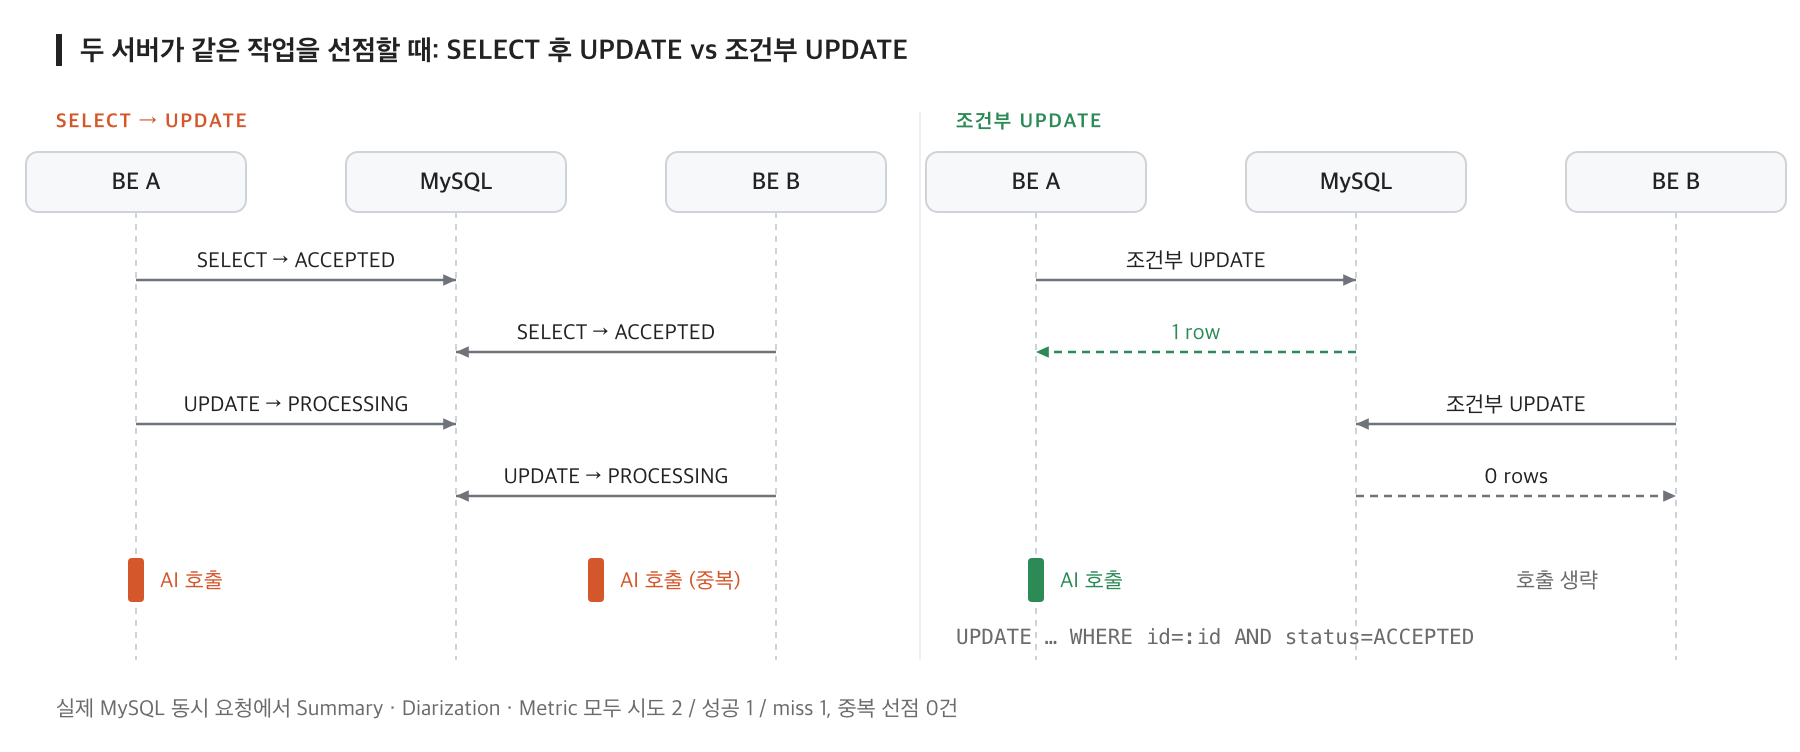 두 서버가 같은 작업을 선점할 때: SELECT 후 UPDATE vs 조건부 UPDATE
SELECT → UPDATE
BE A
MySQL
BE B
SELECT → ACCEPTED
SELECT → ACCEPTED
UPDATE → PROCESSING
UPDATE → PROCESSING
AI 호출
AI 호출 (중복)
조건부 UPDATE
BE A
MySQL
BE B
조건부 UPDATE
1 row
조건부 UPDATE
0 rows
AI 호출
호출 생략
UPDATE … WHERE id=:id AND status=ACCEPTED
실제 MySQL 동시 요청에서 Summary · Diarization · Metric 모두 시도 2 / 성공 1 / miss 1, 중복 선점 0건